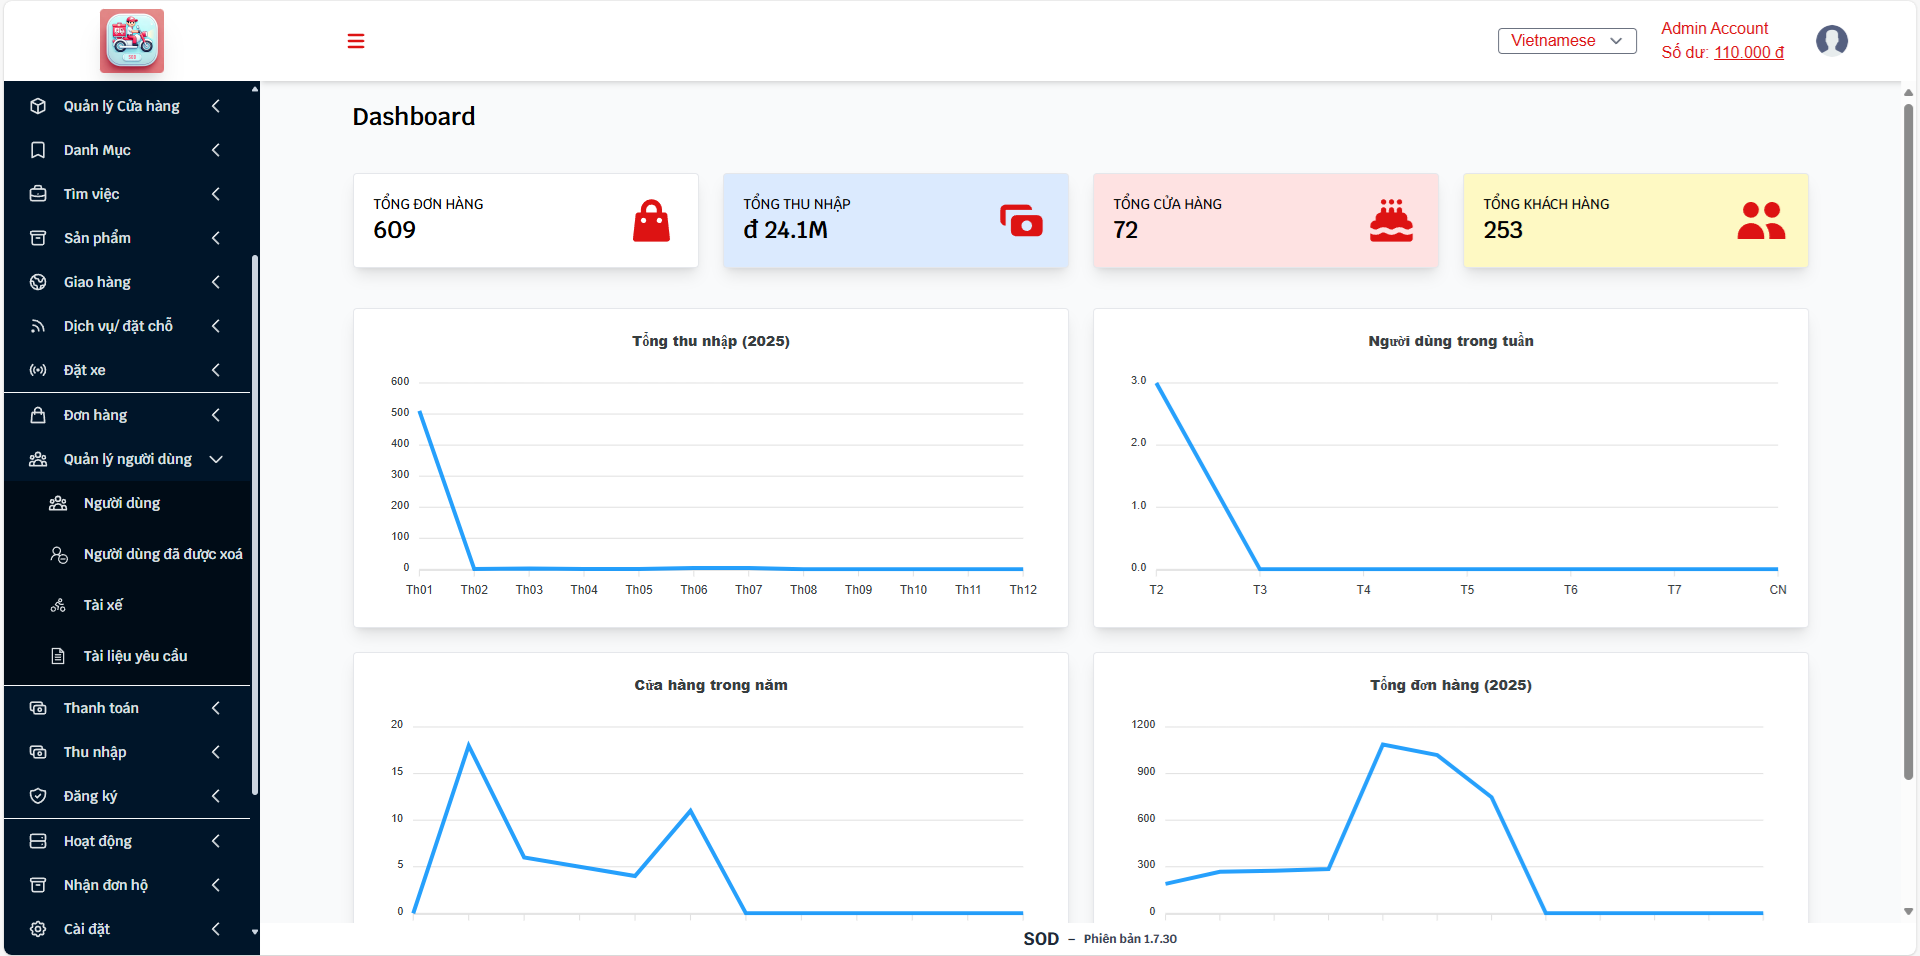 Vietnamese
Admin Account
Số dư: 110.000 đ
Quản lý Cửa hàng
Danh Mục
Tìm việc
Sản phẩm
Giao hàng
Dịch vụ/ đặt chỗ
Đặt xe
Đơn hàng
Quản lý người dùng
Người dùng
Người dùng đã được xoá
Tài xế
Tài liệu yêu cầu
Thanh toán
Thu nhập
Đăng ký
Hoạt động
Nhận đơn hộ
Cài đặt
Dashboard
TỔNG ĐƠN HÀNG
609
TỔNG THU NHẬP
đ 24.1M
TỔNG CỬA HÀNG
72
TỔNG KHÁCH HÀNG
253
Tổng thu nhập (2025)
600
500
400
300
200
100
0
Th01 Th02 Th03 Th04 Th05 Th06 Th07 Th08 Th09 Th10 Th11 Th12
Người dùng trong tuần
3.0
2.0
1.0
0.0
T2 T3 T4 T5 T6 T7 CN
Cửa hàng trong năm
20
15
10
5
0
Tổng đơn hàng (2025)
1200
900
600
300
0
SOD – Phiên bản 1.7.30